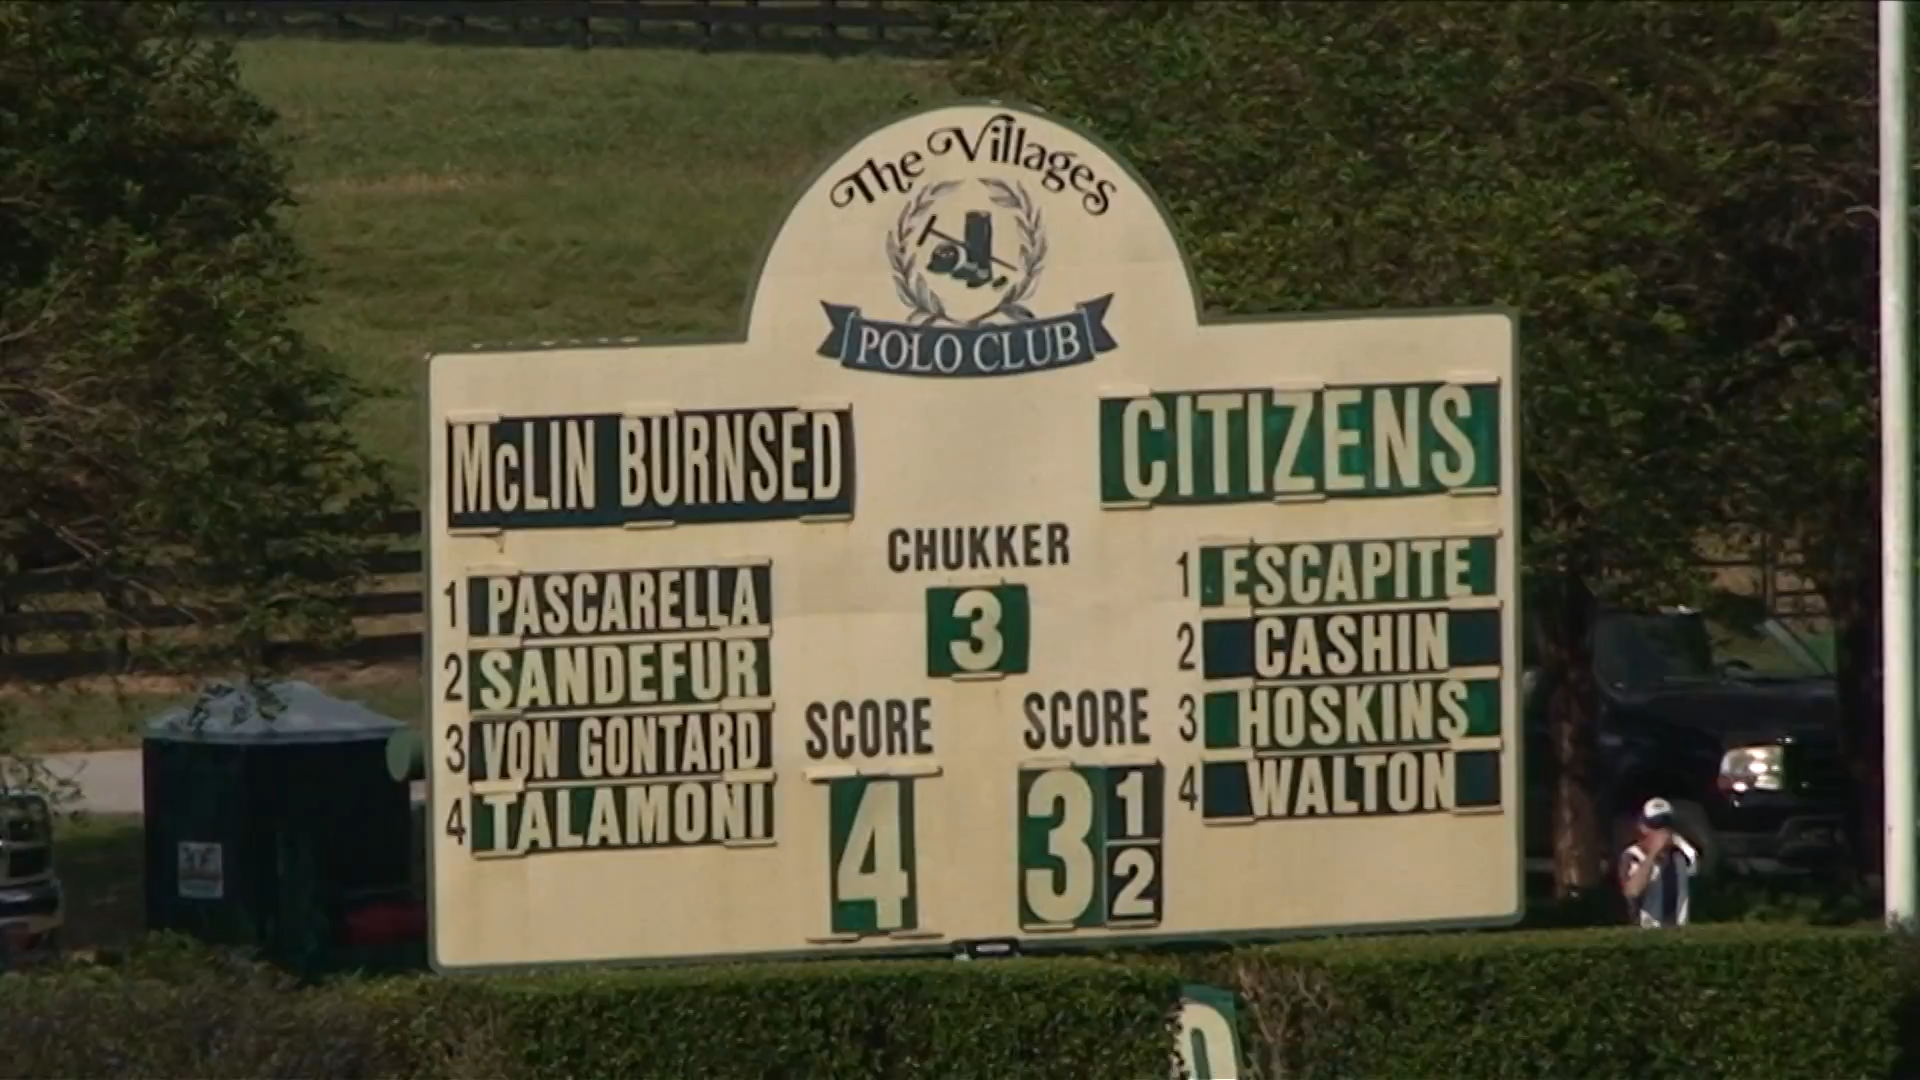 The Villages
POLO CLUB
McLIN BURNSED
CITIZENS
CHUKKER
3
1 PASCARELLA
2 SANDEFUR
3 VON GONTARD
4 TALAMONI
1 ESCAPITE
2 CASHIN
3 HOSKINS
4 WALTON
SCORE
4
SCORE
3 1
2